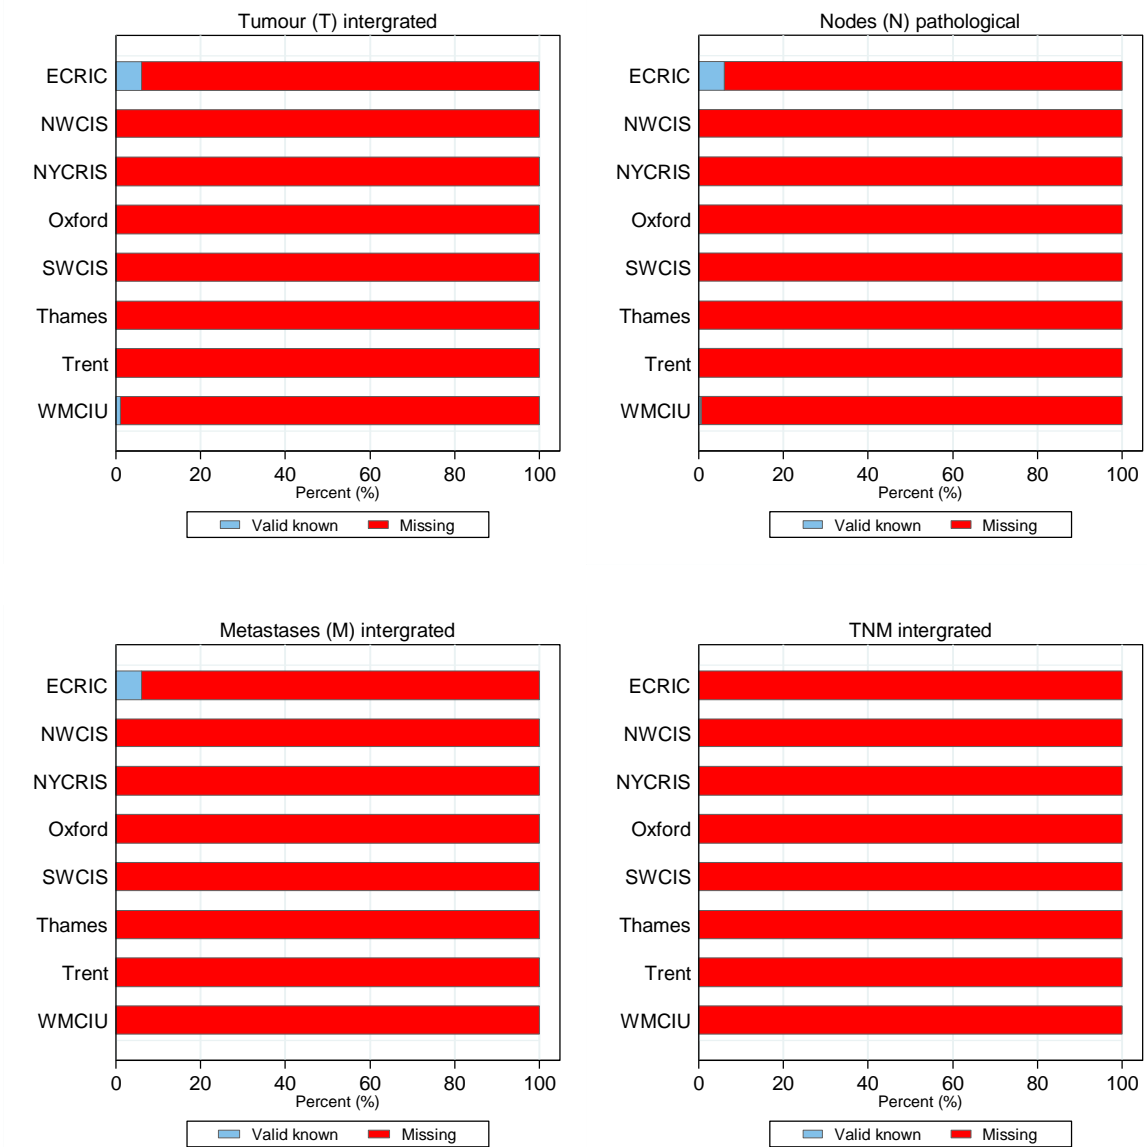 Tumour (T) intergrated
ECRIC
NWCIS
NYCRIS
Oxford
SWCIS
Thames
Trent
WMCIU
0 20 40 60 80 100
Percent (%)
Valid known Missing
Nodes (N) pathological
ECRIC
NWCIS
NYCRIS
Oxford
SWCIS
Thames
Trent
WMCIU
0 20 40 60 80 100
Percent (%)
Valid known Missing
Metastases (M) intergrated
ECRIC
NWCIS
NYCRIS
Oxford
SWCIS
Thames
Trent
WMCIU
0 20 40 60 80 100
Percent (%)
Valid known Missing
TNM intergrated
ECRIC
NWCIS
NYCRIS
Oxford
SWCIS
Thames
Trent
WMCIU
0 20 40 60 80 100
Percent (%)
Valid known Missing